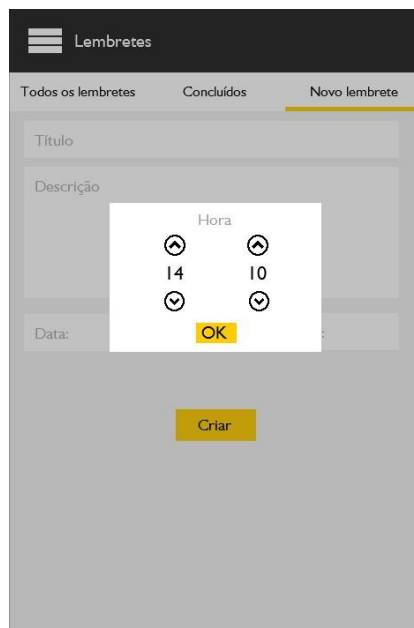 Lembretes
Todos os lembretes Concluídos Novo lembrete
Título
Descrição
Hora
14 10
Data: :
OK
Criar